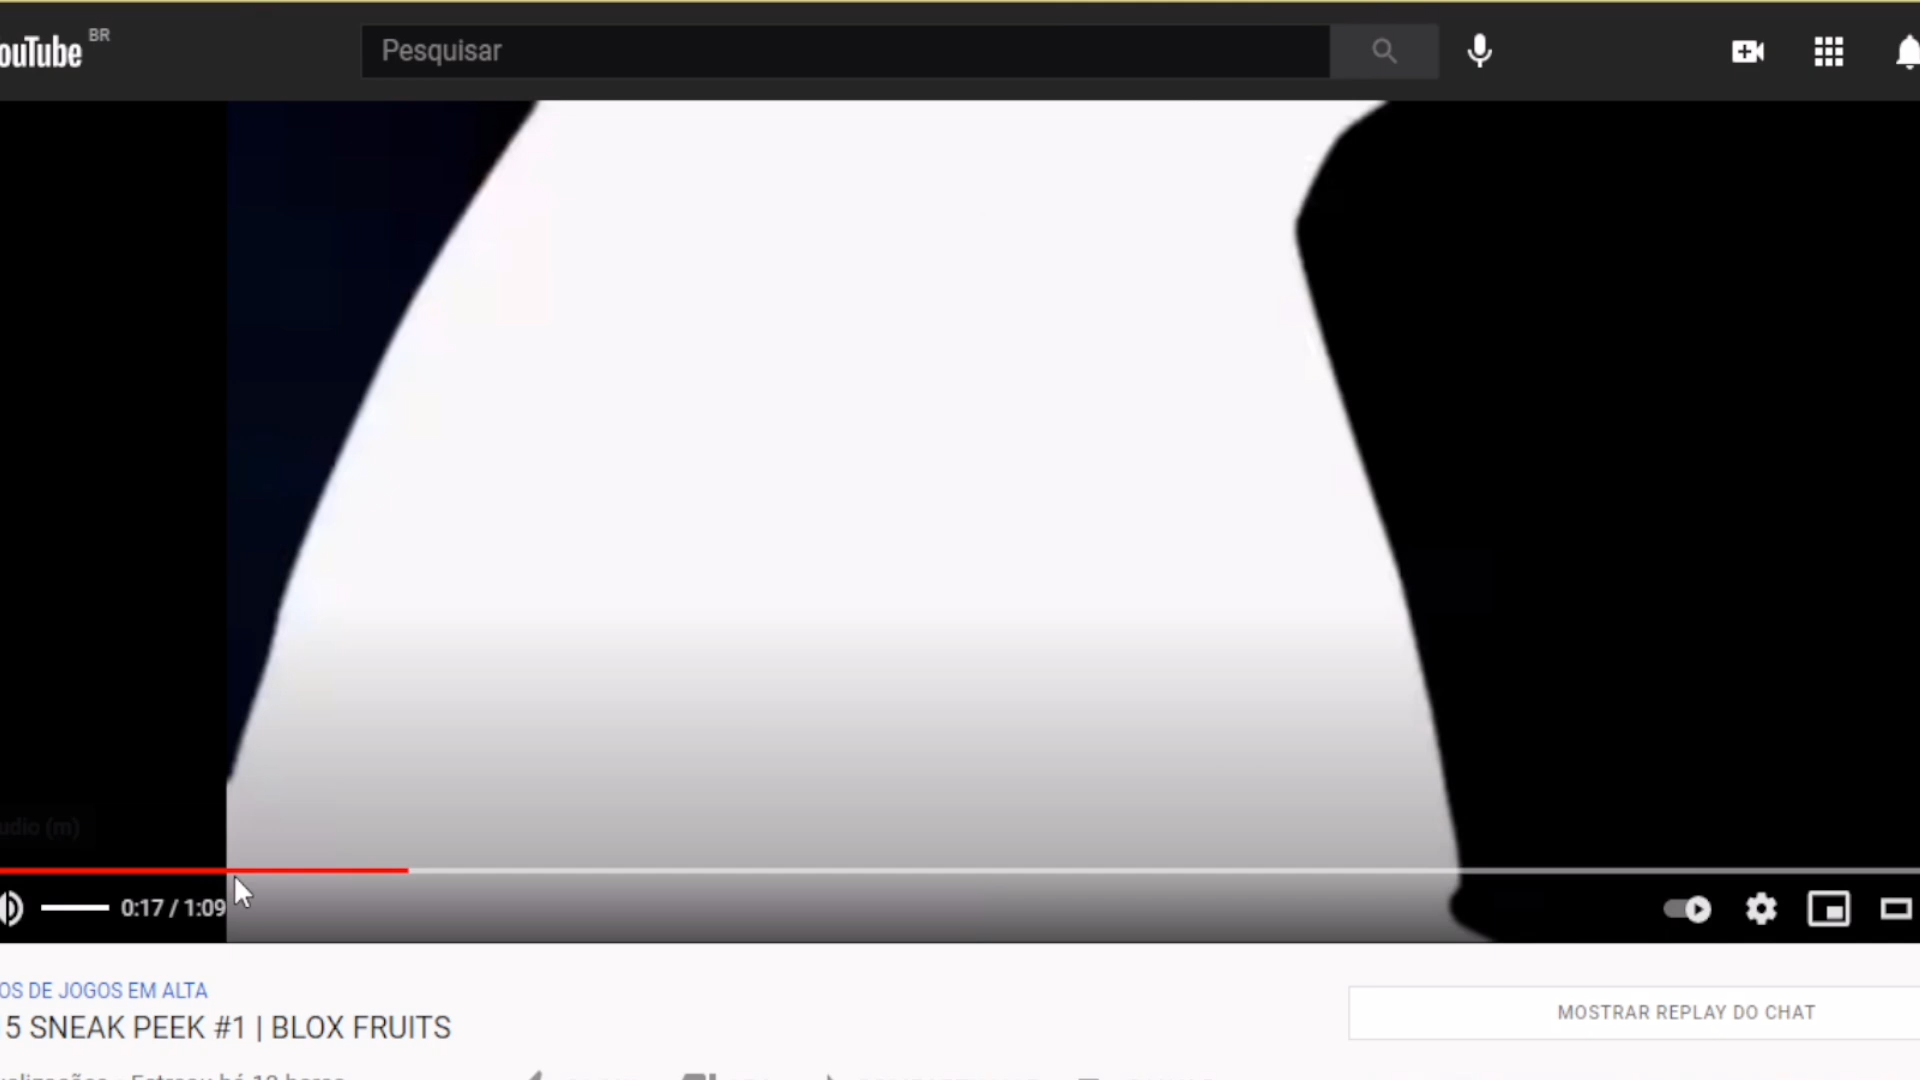 ouTube BR
Pesquisar
udio (m)
0:17 / 1:09
OS DE JOGOS EM ALTA
5 SNEAK PEEK #1 | BLOX FRUITS
MOSTRAR REPLAY DO CHAT